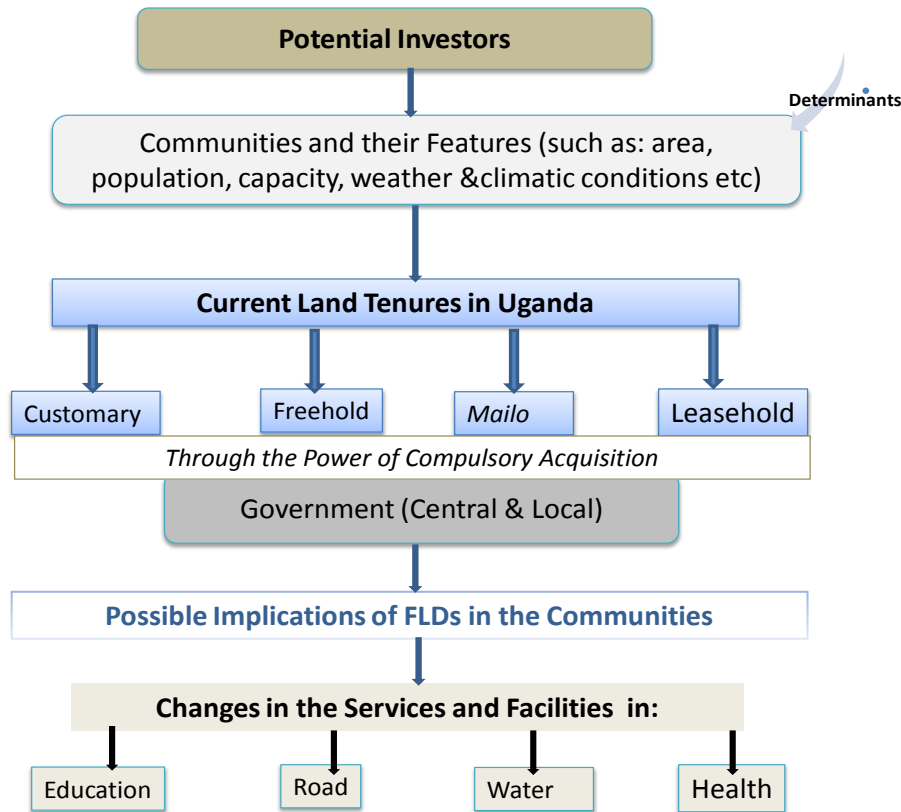 Potential Investors
Determinants
Communities and their Features (such as: area,
population, capacity, weather &climatic conditions etc)
Current Land Tenures in Uganda
Customary
Freehold
Mailo
Leasehold
Through the Power of Compulsory Acquisition
Government (Central & Local)
Possible Implications of FLDs in the Communities
Changes in the Services and Facilities in:
Education
Road
Water
Health